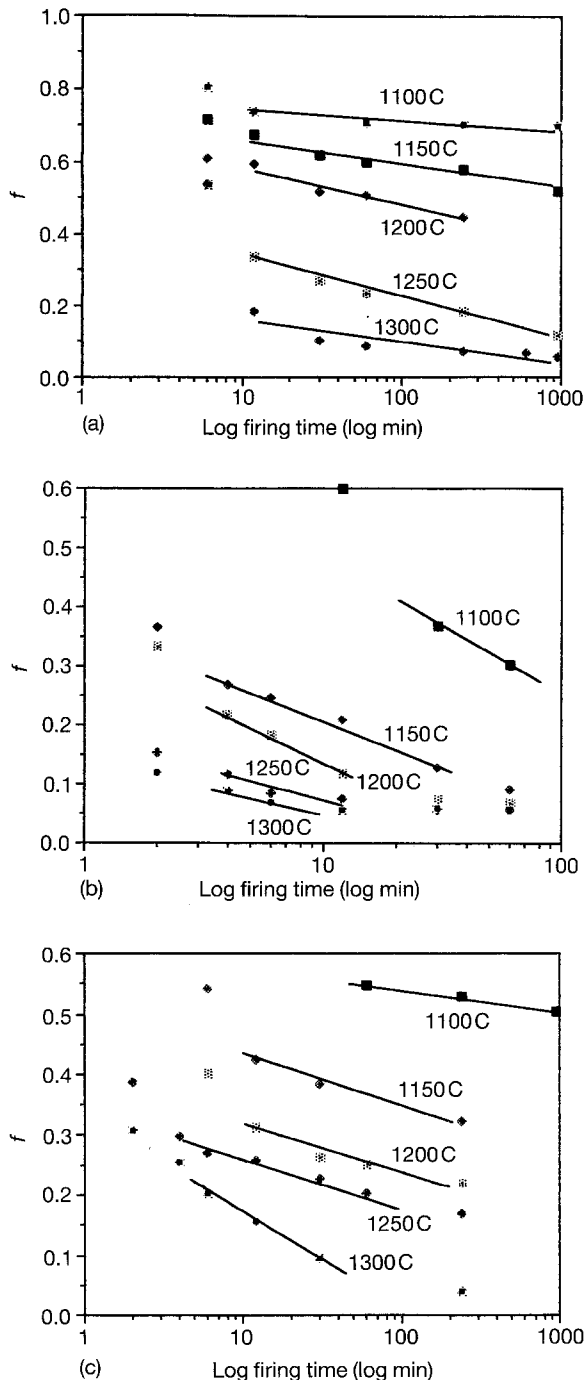 1.0
1100C
0.8
1150C
0.6
f
1200C
0.4
1250C
0.2
1300C
0.0
1 10 100 1000
(a) Log firing time (log min)
0.6
0.5
1100C
0.4
f
0.3
1150C
0.2
1250C
1200C
0.1
1300C
0.0
1 10 100
(b) Log firing time (log min)
0.6
0.5
1100C
0.4
1150C
f
0.3
1200C
0.2
1250C
0.1
1300C
0.0
1 10 100 1000
(c) Log firing time (log min)